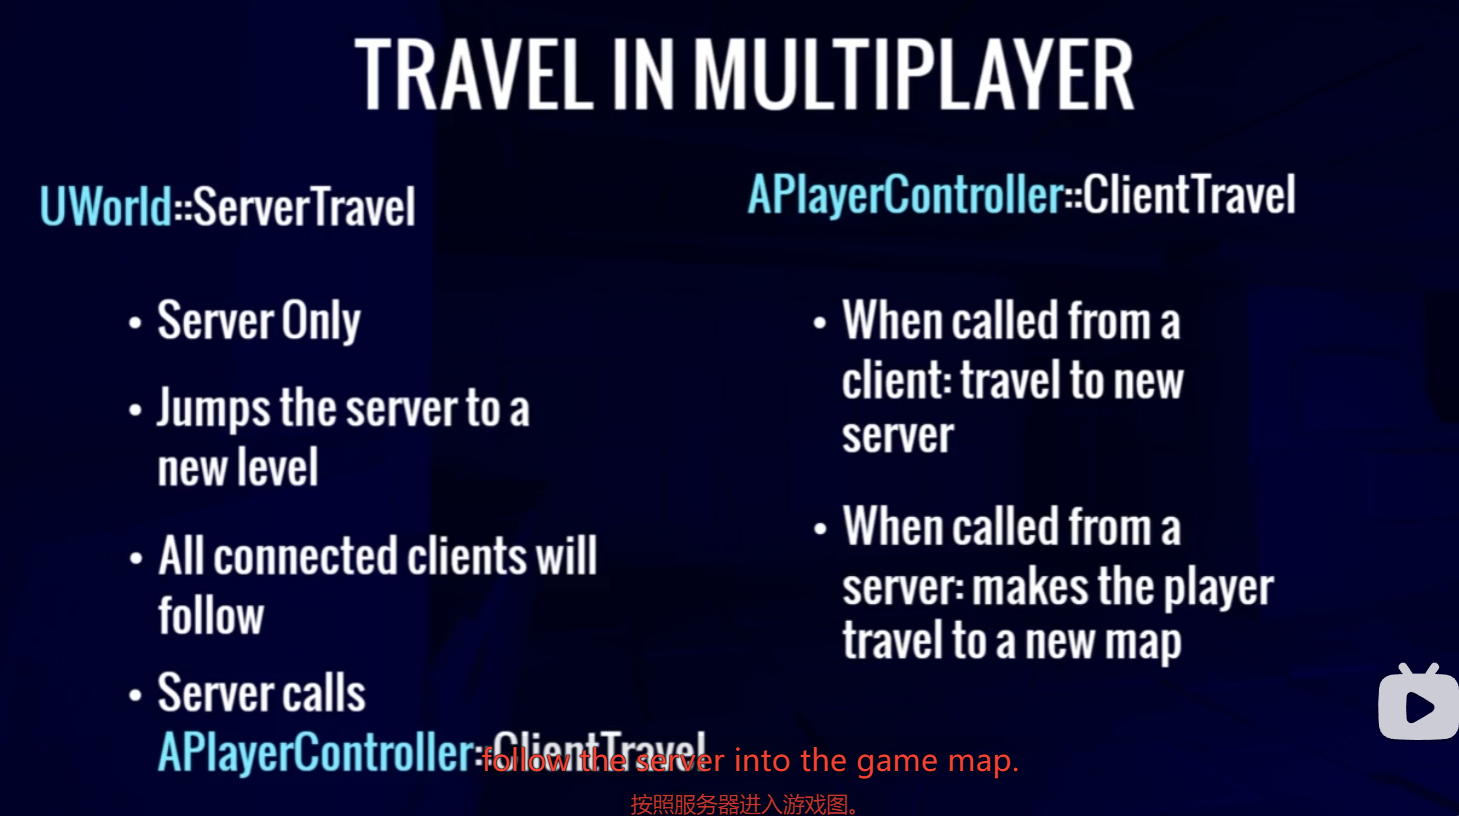 TRAVEL IN MULTIPLAYER
UWorld::ServerTravel
• Server Only
• Jumps the server to a
new level
• All connected clients will
follow
• Server calls
APlayerController::ClientTravel
APlayerController::ClientTravel
• When called from a
client: travel to new
server
• When called from a
server: makes the player
travel to a new map
follow the server into the game map.
按照服务器进入游戏图。